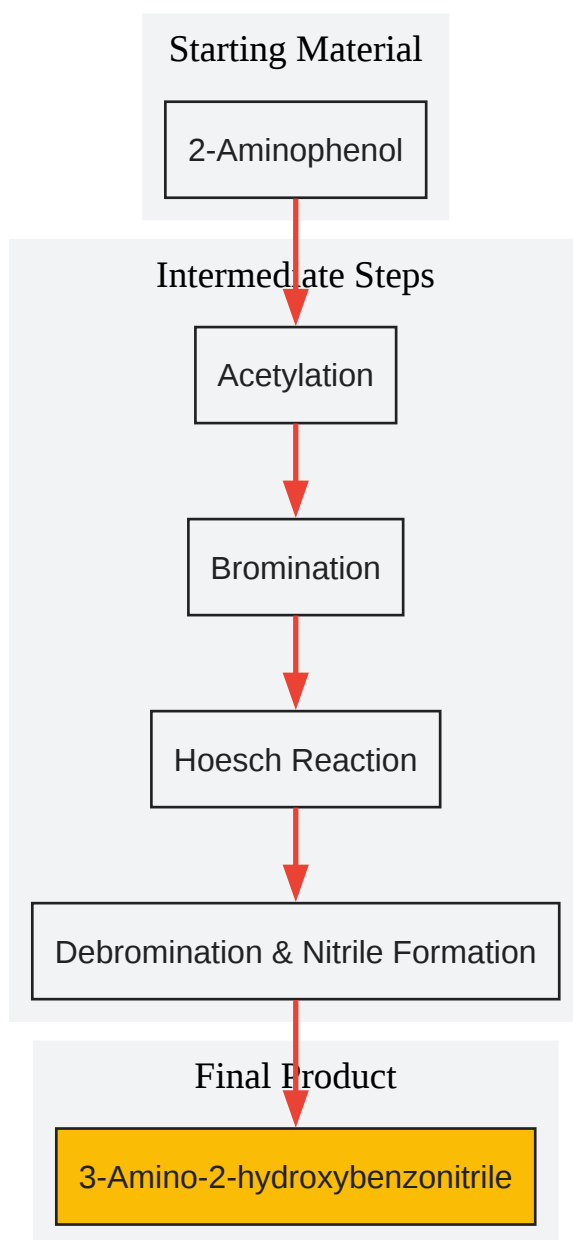 Starting Material
2-Aminophenol
Intermediate Steps
Acetylation
Bromination
Hoesch Reaction
Debromination & Nitrile Formation
Final Product
3-Amino-2-hydroxybenzonitrile